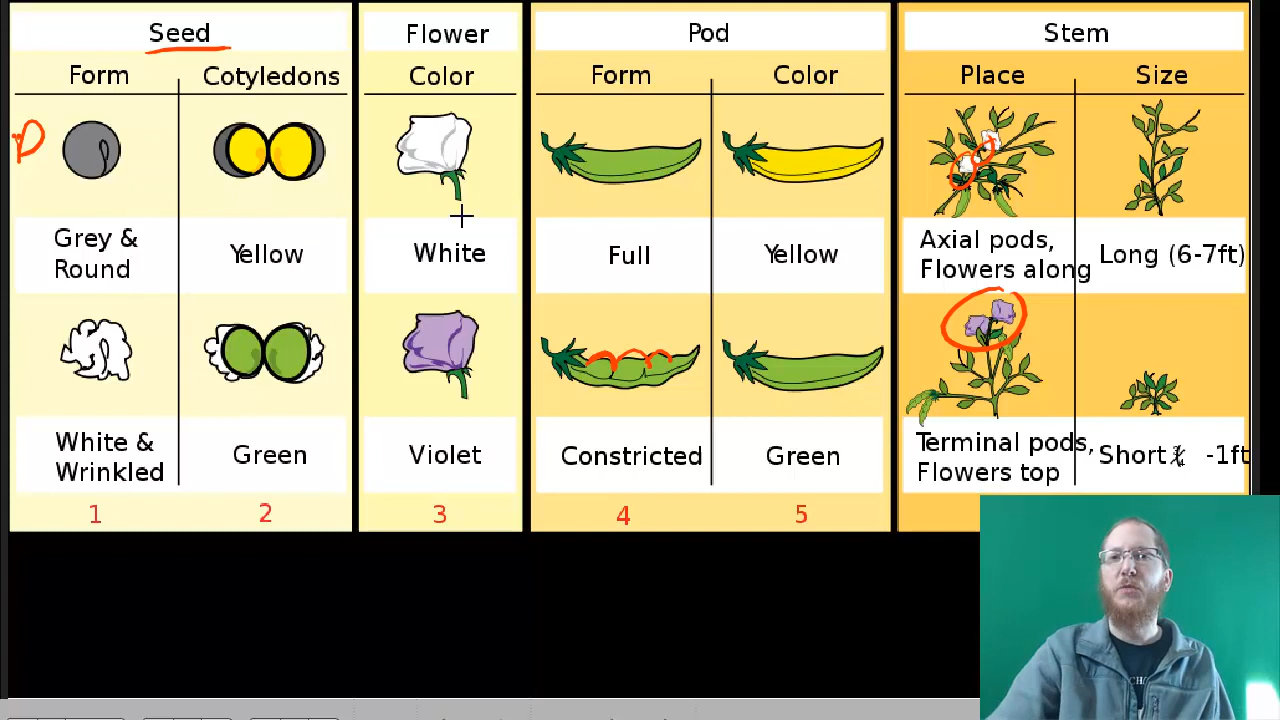 Seed Flower Pod Stem
Form Cotyledons Color Form Color Place Size
Grey & Round
Yellow
White
Full
Yellow
Axial pods,
Flowers along
Long (6-7ft)
White &
Wrinkled
Green
Violet
Constricted
Green
Terminal pods,
Flowers top
Short -1ft
1 2 3 4 5